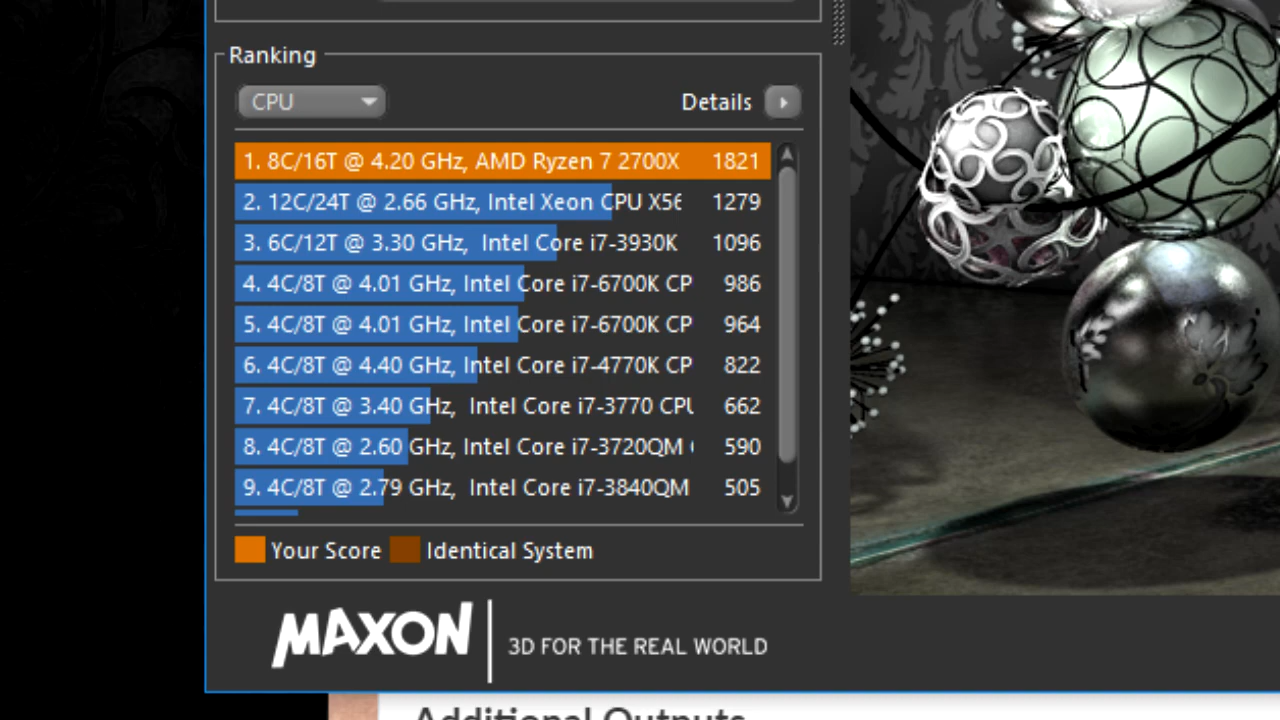 Ranking
CPU
Details
1. 8C/16T @ 4.20 GHz, AMD Ryzen 7 2700X 1821
2. 12C/24T @ 2.66 GHz, Intel Xeon CPU X56 1279
3. 6C/12T @ 3.30 GHz, Intel Core i7-3930K 1096
4. 4C/8T @ 4.01 GHz, Intel Core i7-6700K CP 986
5. 4C/8T @ 4.01 GHz, Intel Core i7-6700K CP 964
6. 4C/8T @ 4.40 GHz, Intel Core i7-4770K CP 822
7. 4C/8T @ 3.40 GHz, Intel Core i7-3770 CPU 662
8. 4C/8T @ 2.60 GHz, Intel Core i7-3720QM 590
9. 4C/8T @ 2.79 GHz, Intel Core i7-3840QM 505
Your Score
Identical System
MAXON
3D FOR THE REAL WORLD
Additional Outputs